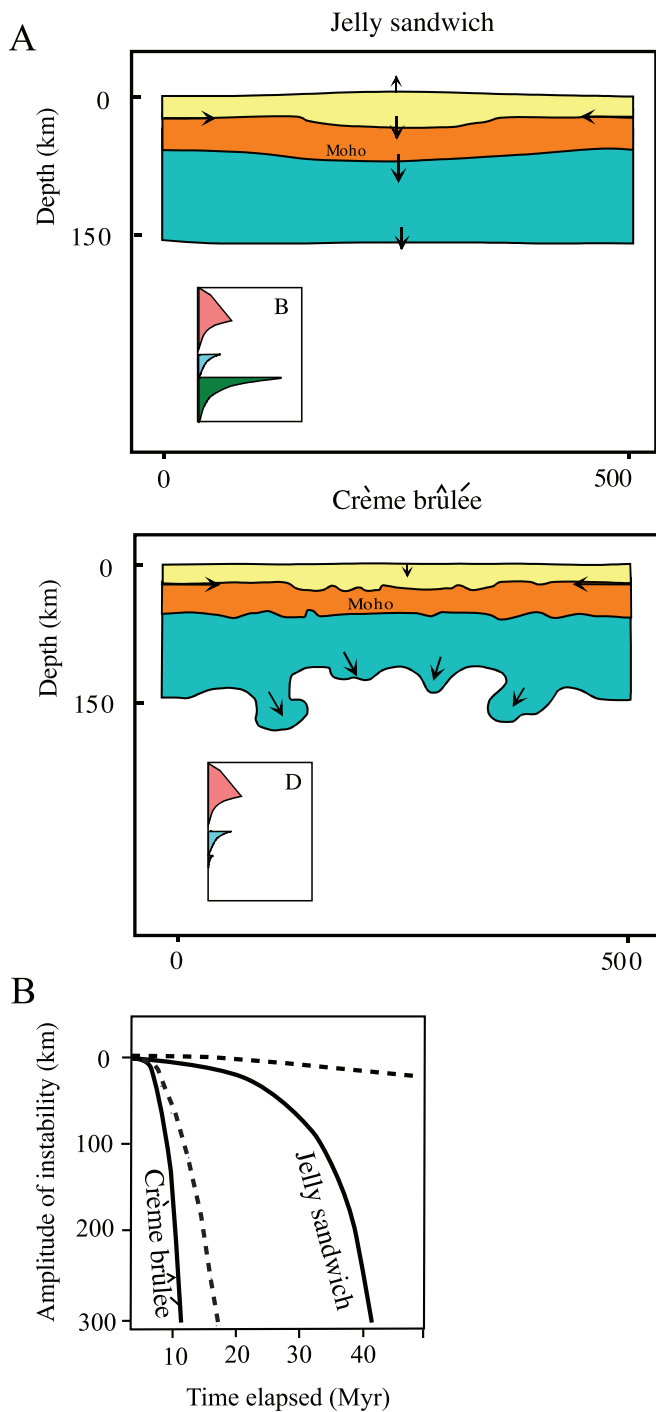 A
Jelly sandwich
0
Depth (km)
Moho
150
B
0
500
Crème brûlée
0
Depth (km)
Moho
150
D
0
500
B
Amplitude of instability (km)
0
100
200
300
Crème brûlée
Jelly sandwich
10
20
30
40
Time elapsed (Myr)